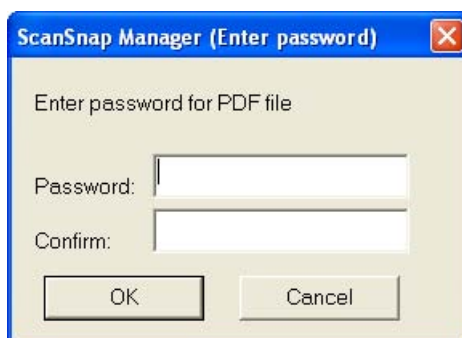 ScanSnap Manager (Enter password)
Enter password for PDF file
Password:
Confirm:
OK Cancel